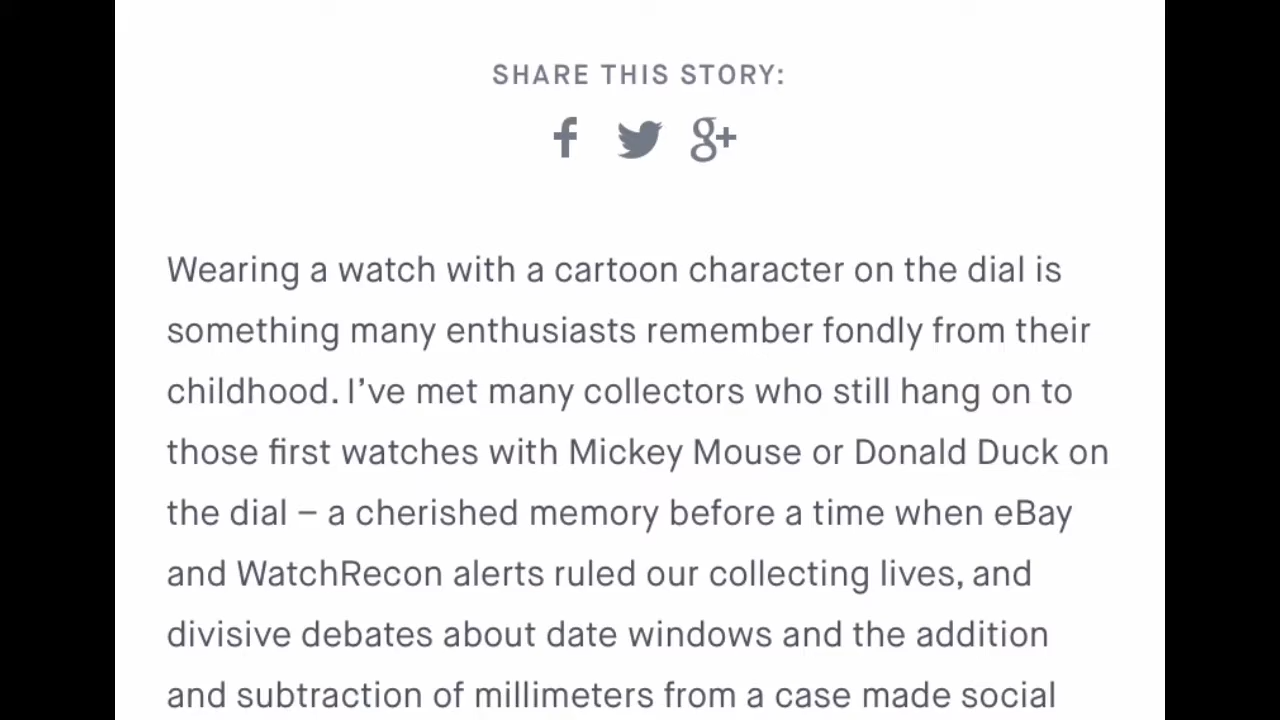 SHARE THIS STORY:
f g+
Wearing a watch with a cartoon character on the dial is
something many enthusiasts remember fondly from their
childhood. I’ve met many collectors who still hang on to
those first watches with Mickey Mouse or Donald Duck on
the dial – a cherished memory before a time when eBay
and WatchRecon alerts ruled our collecting lives, and
divisive debates about date windows and the addition
and subtraction of millimeters from a case made social